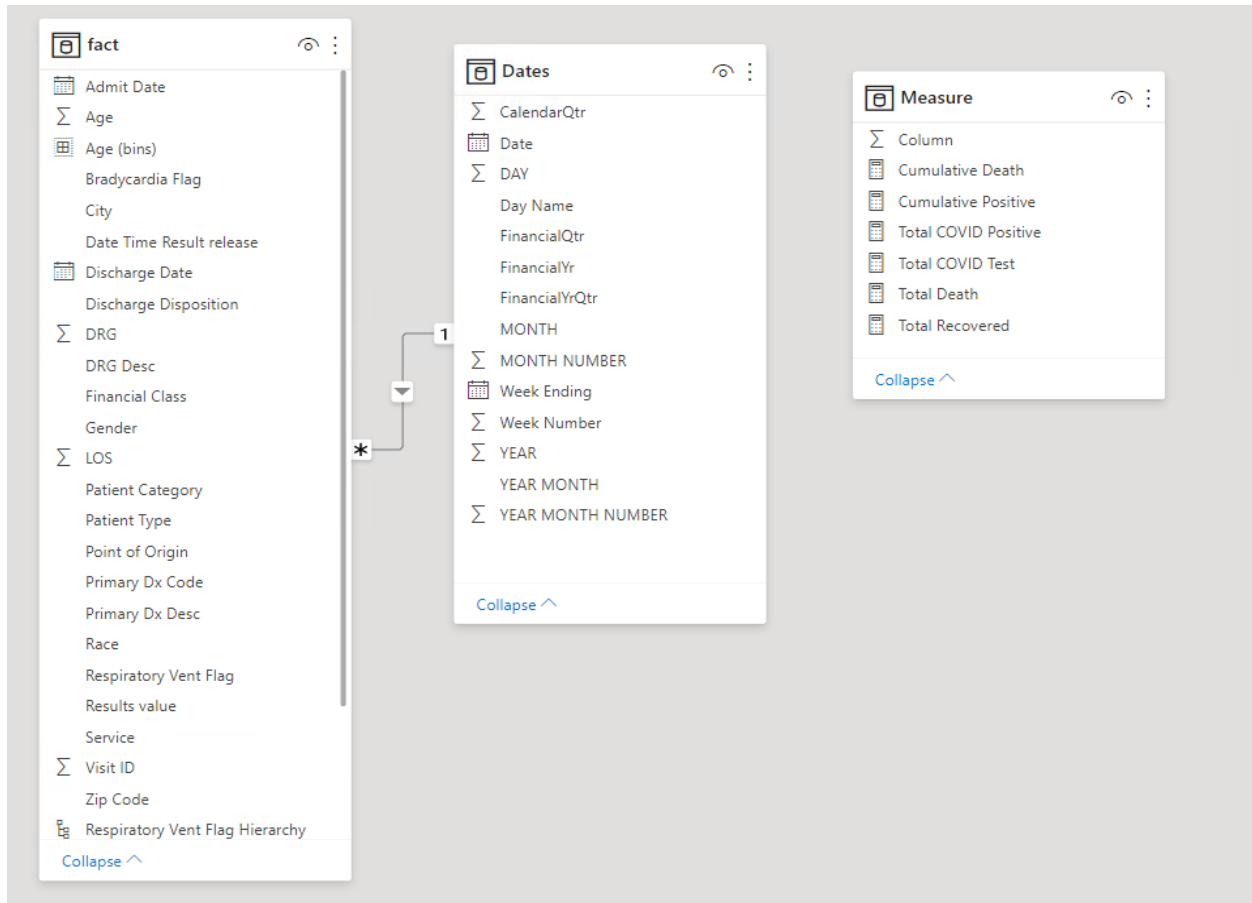 fact
Admit Date
Age
Age (bins)
Bradycardia Flag
City
Date Time Result release
Discharge Date
Discharge Disposition
DRG
DRG Desc
Financial Class
Gender
LOS
Patient Category
Patient Type
Point of Origin
Primary Dx Code
Primary Dx Desc
Race
Respiratory Vent Flag
Results value
Service
Visit ID
Zip Code
Respiratory Vent Flag Hierarchy
Collapse
1
*
Dates
CalendarQtr
Date
DAY
Day Name
FinancialQtr
FinancialYr
FinancialYrQtr
MONTH
MONTH NUMBER
Week Ending
Week Number
YEAR
YEAR MONTH
YEAR MONTH NUMBER
Collapse
Measure
Column
Cumulative Death
Cumulative Positive
Total COVID Positive
Total COVID Test
Total Death
Total Recovered
Collapse